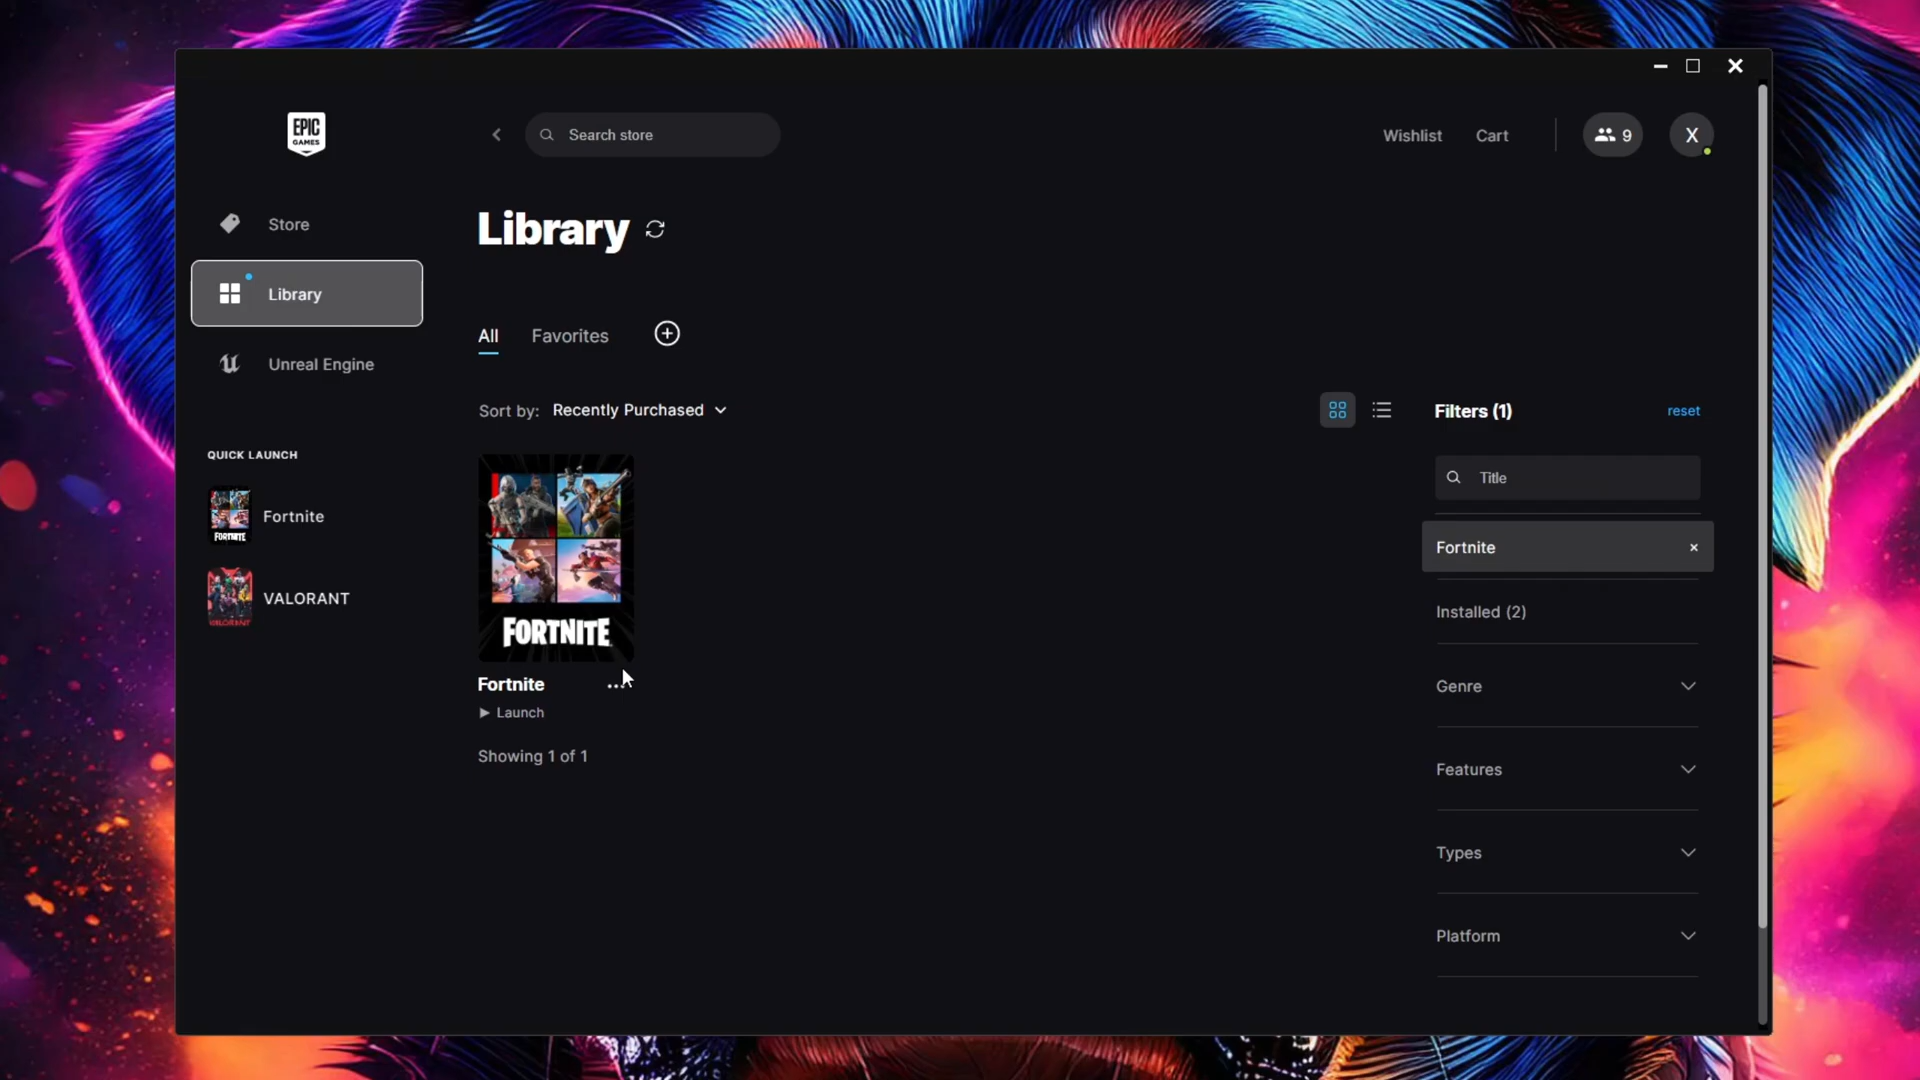 EPIC
GAMES
Search store
Wishlist
Cart
9
X
Store
Library
Unreal Engine
QUICK LAUNCH
FORTNITE
Fortnite
VALORANT
VALORANT
Library
All
Favorites
Sort by: Recently Purchased
FORTNITE
Fortnite
...
Launch
Showing 1 of 1
Filters (1)
reset
Title
Fortnite
×
Installed (2)
Genre
Features
Types
Platform